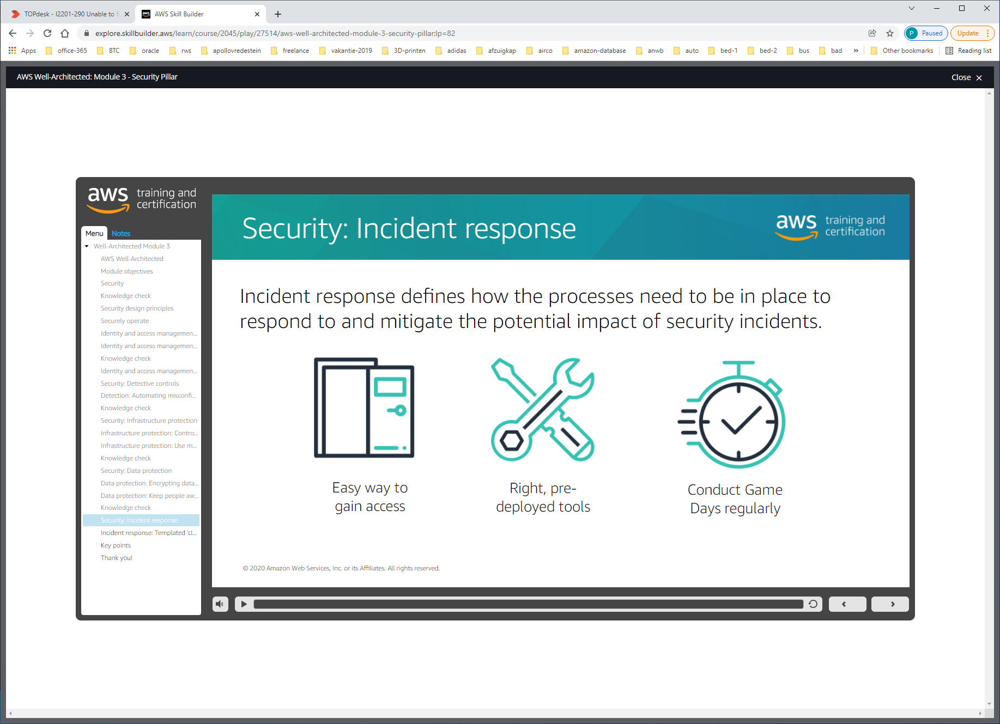 TOPdesk - I2201-290 Unable to f
AWS Skill Builder
explore.skillbuilder.aws/learn/course/2045/play/27514/aws-well-architected-module-3-security-pillar;lp=82
P Paused
Update
Apps office-365 BTC oracle rws apollovredestein freelance vakantie-2019 3D-printen adidas afzuigkap airco amazon-database anwb auto bed-1 bed-2 bus bad » Other bookmarks Reading list
AWS Well-Architected: Module 3 - Security Pillar
Close
aws training and
certification
Menu Notes
Well-Architected Module 3
AWS Well-Architected
Module objectives
Security
Knowledge check
Security design principles
Securely operate
Identity and access managemen...
Identity and access managemen...
Knowledge check
Identity and access managemen...
Security: Detective controls
Detection: Automating misconfi...
Knowledge check
Security: Infrastructure protection
Infrastructure protection: Contro...
Infrastructure protection: Use m...
Knowledge check
Security: Data protection
Data protection: Encrypting data...
Data protection: Keep people aw...
Knowledge check
Security: Incident response
Incident response: Templated 'cl...
Key points
Thank you!
Security: Incident response
aws training and
certification
Incident response defines how the processes need to be in place to
respond to and mitigate the potential impact of security incidents.
Easy way to
gain access
Right, pre-
deployed tools
Conduct Game
Days regularly
© 2020 Amazon Web Services, Inc. or its Affiliates. All rights reserved.